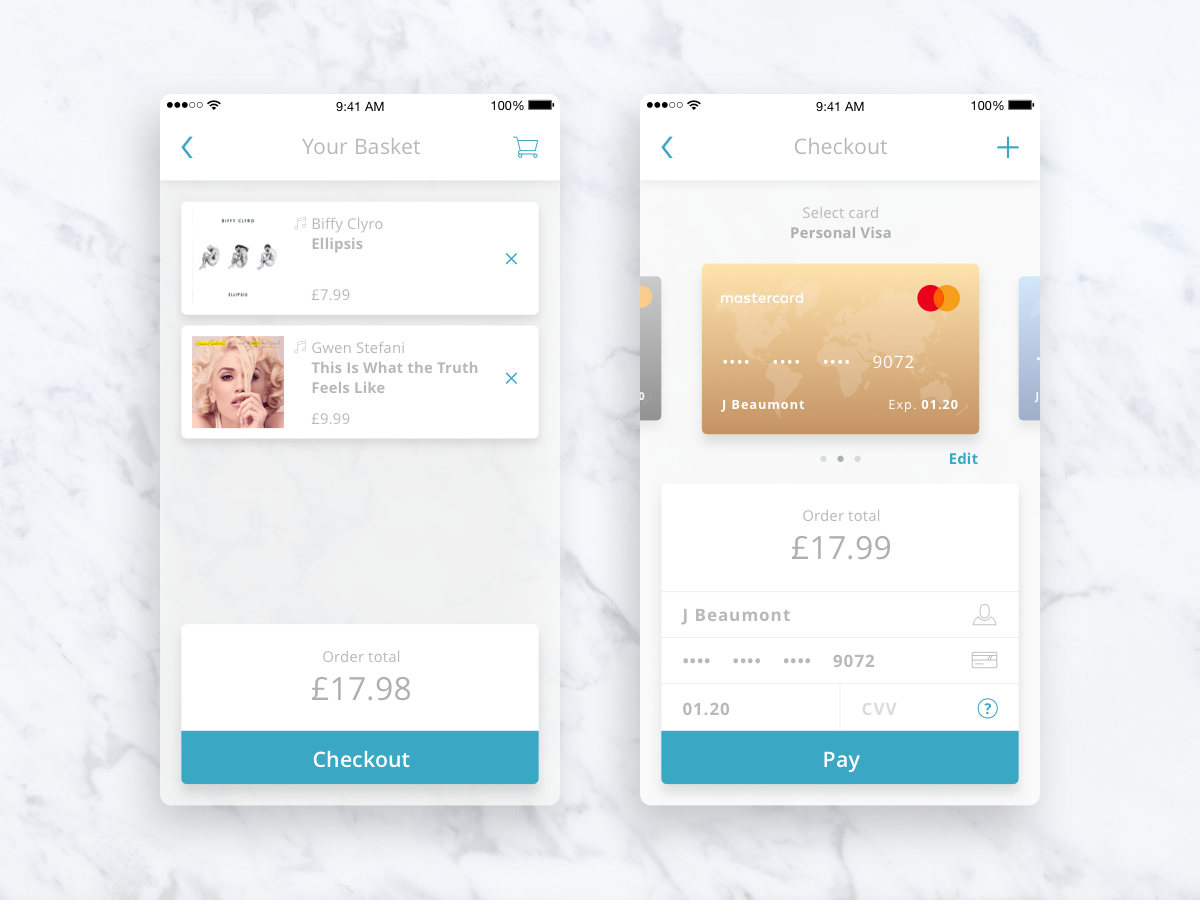 9:41 AM
100%
Your Basket
BIFFY CLYRO
ELLIPSIS
Biffy Clyro
Ellipsis
£7.99
Gwen Stefani
This Is What the Truth
Feels Like
£9.99
Order total
£17.98
Checkout
9:41 AM
100%
Checkout
Select card
Personal Visa
mastercard
•••• •••• •••• 9072
J Beaumont
Exp. 01.20
0
J
Edit
Order total
£17.99
J Beaumont
•••• •••• •••• 9072
01.20
CVV
?
Pay